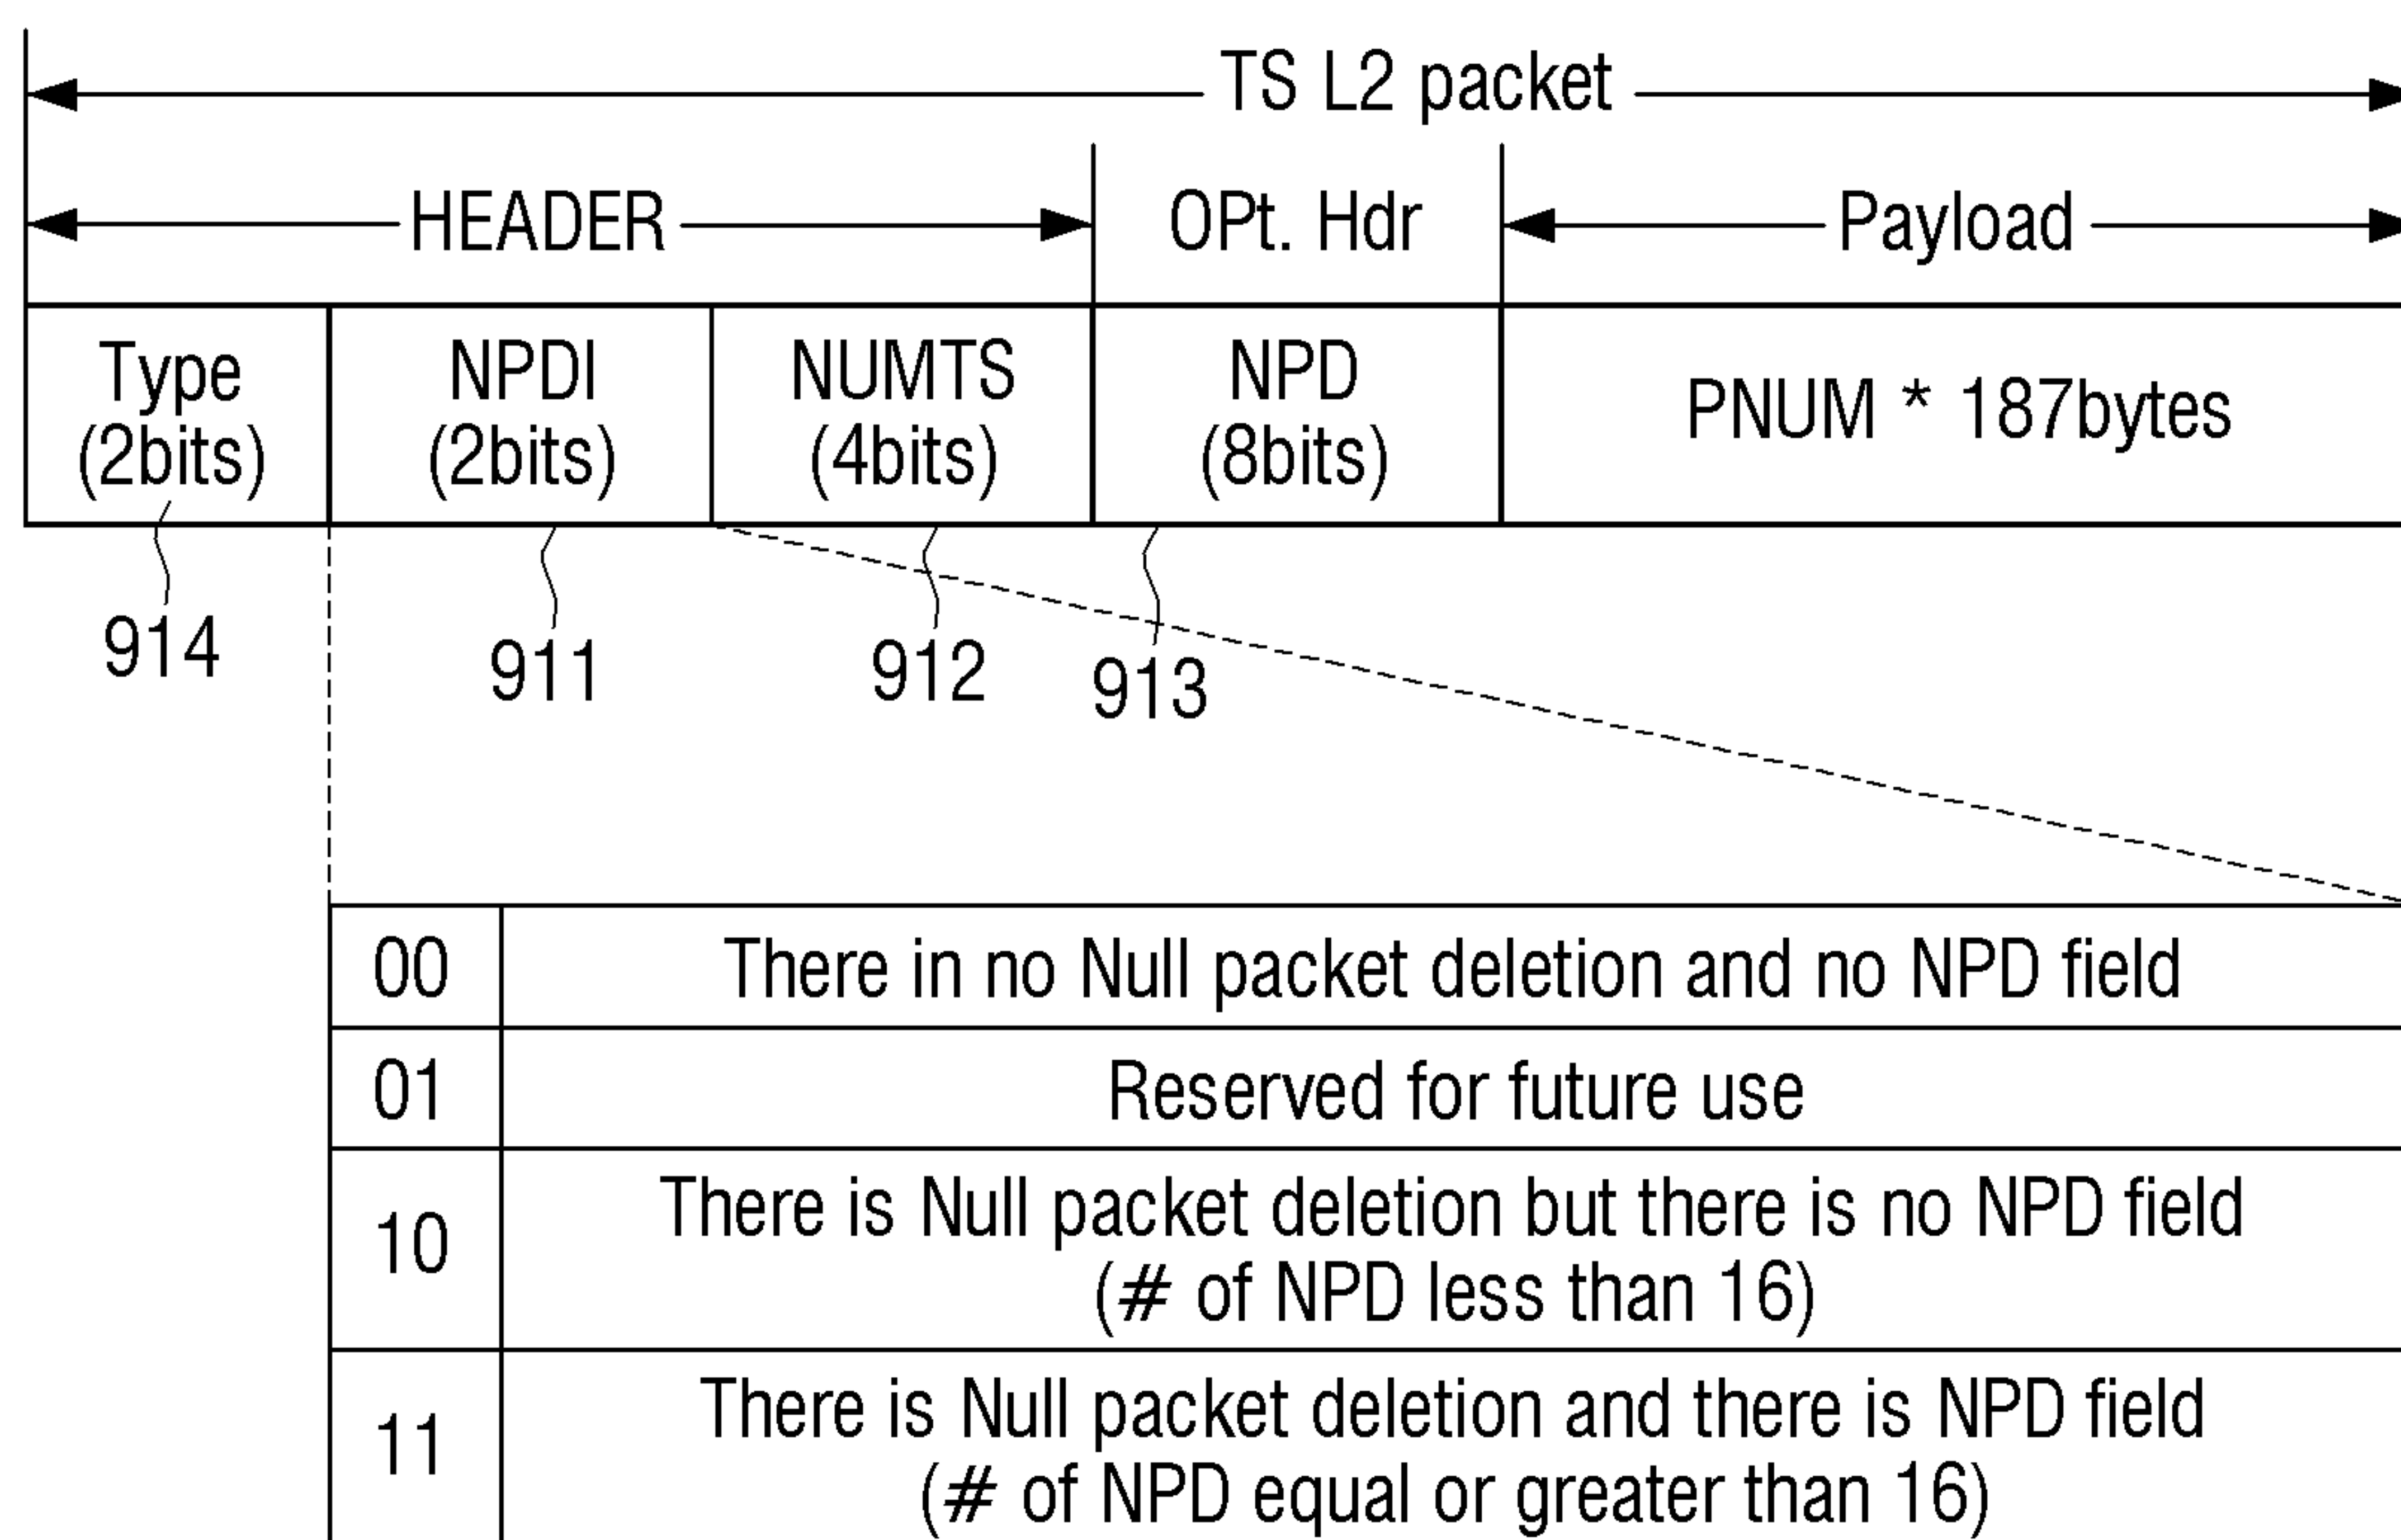 TS L2 packet
HEADER
OPt. Hdr
Payload
Type
(2bits)
NPDI
(2bits)
NUMTS
(4bits)
NPD
(8bits)
PNUM * 187bytes
914
911
912
913
00
There in no Null packet deletion and no NPD field
01
Reserved for future use
10
There is Null packet deletion but there is no NPD field
(# of NPD less than 16)
11
There is Null packet deletion and there is NPD field
(# of NPD equal or greater than 16)